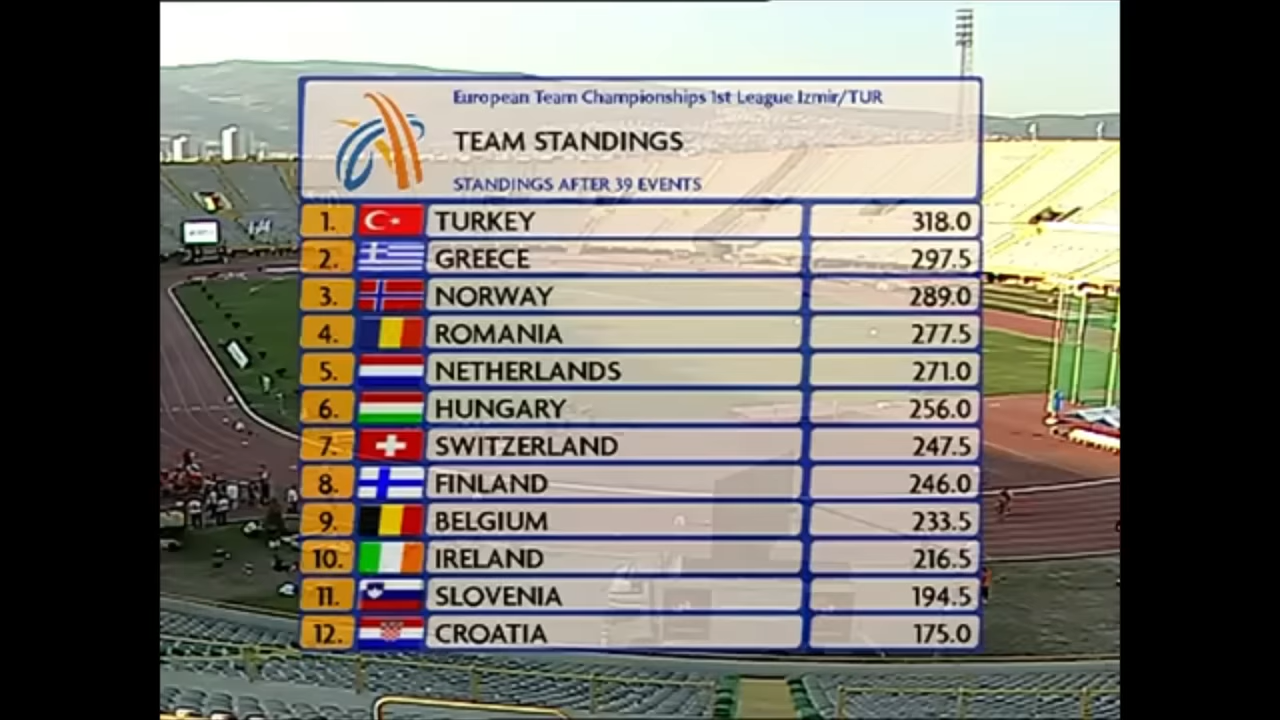 European Team Championships 1st League Izmir/TUR
TEAM STANDINGS
STANDINGS AFTER 39 EVENTS
1. TURKEY 318.0
2. GREECE 297.5
3. NORWAY 289.0
4. ROMANIA 277.5
5. NETHERLANDS 271.0
6. HUNGARY 256.0
7. SWITZERLAND 247.5
8. FINLAND 246.0
9. BELGIUM 233.5
10. IRELAND 216.5
11. SLOVENIA 194.5
12. CROATIA 175.0